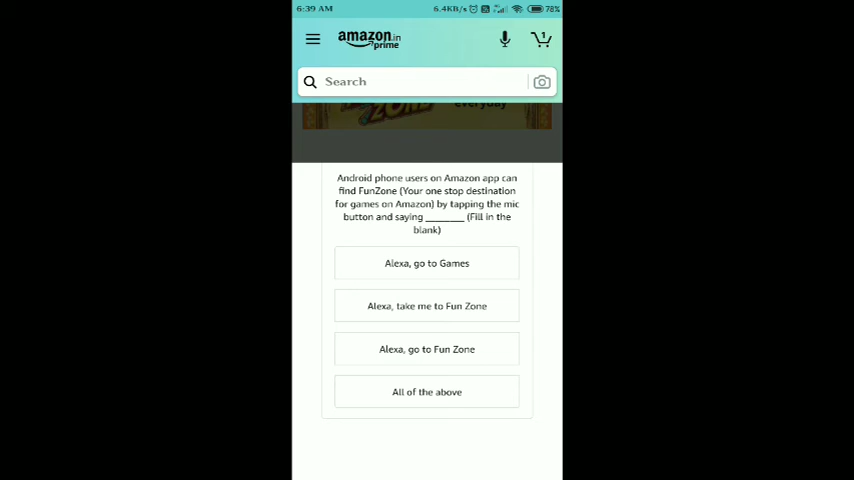 6:39 AM 6.4KB/s 78%
amazon.in
prime
1
Search
ZONE everyday
Android phone users on Amazon app can
find FunZone (Your one stop destination
for games on Amazon) by tapping the mic
button and saying ________ (Fill in the
blank)
Alexa, go to Games
Alexa, take me to Fun Zone
Alexa, go to Fun Zone
All of the above